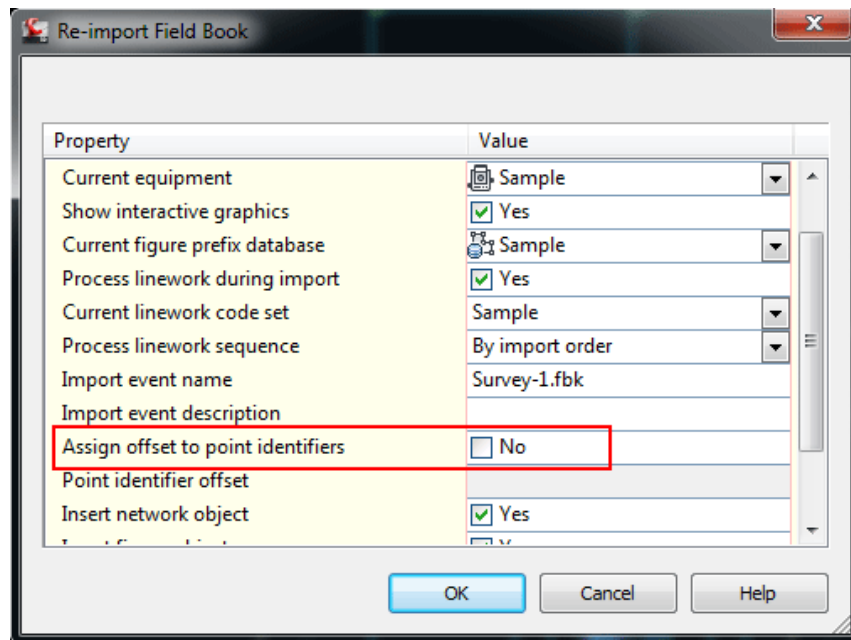 Re-import Field Book
Property Value
Current equipment Sample
Show interactive graphics Yes
Current figure prefix database Sample
Process linework during import Yes
Current linework code set Sample
Process linework sequence By import order
Import event name Survey-1.fbk
Import event description
Assign offset to point identifiers No
Point identifier offset
Insert network object Yes
OK Cancel Help